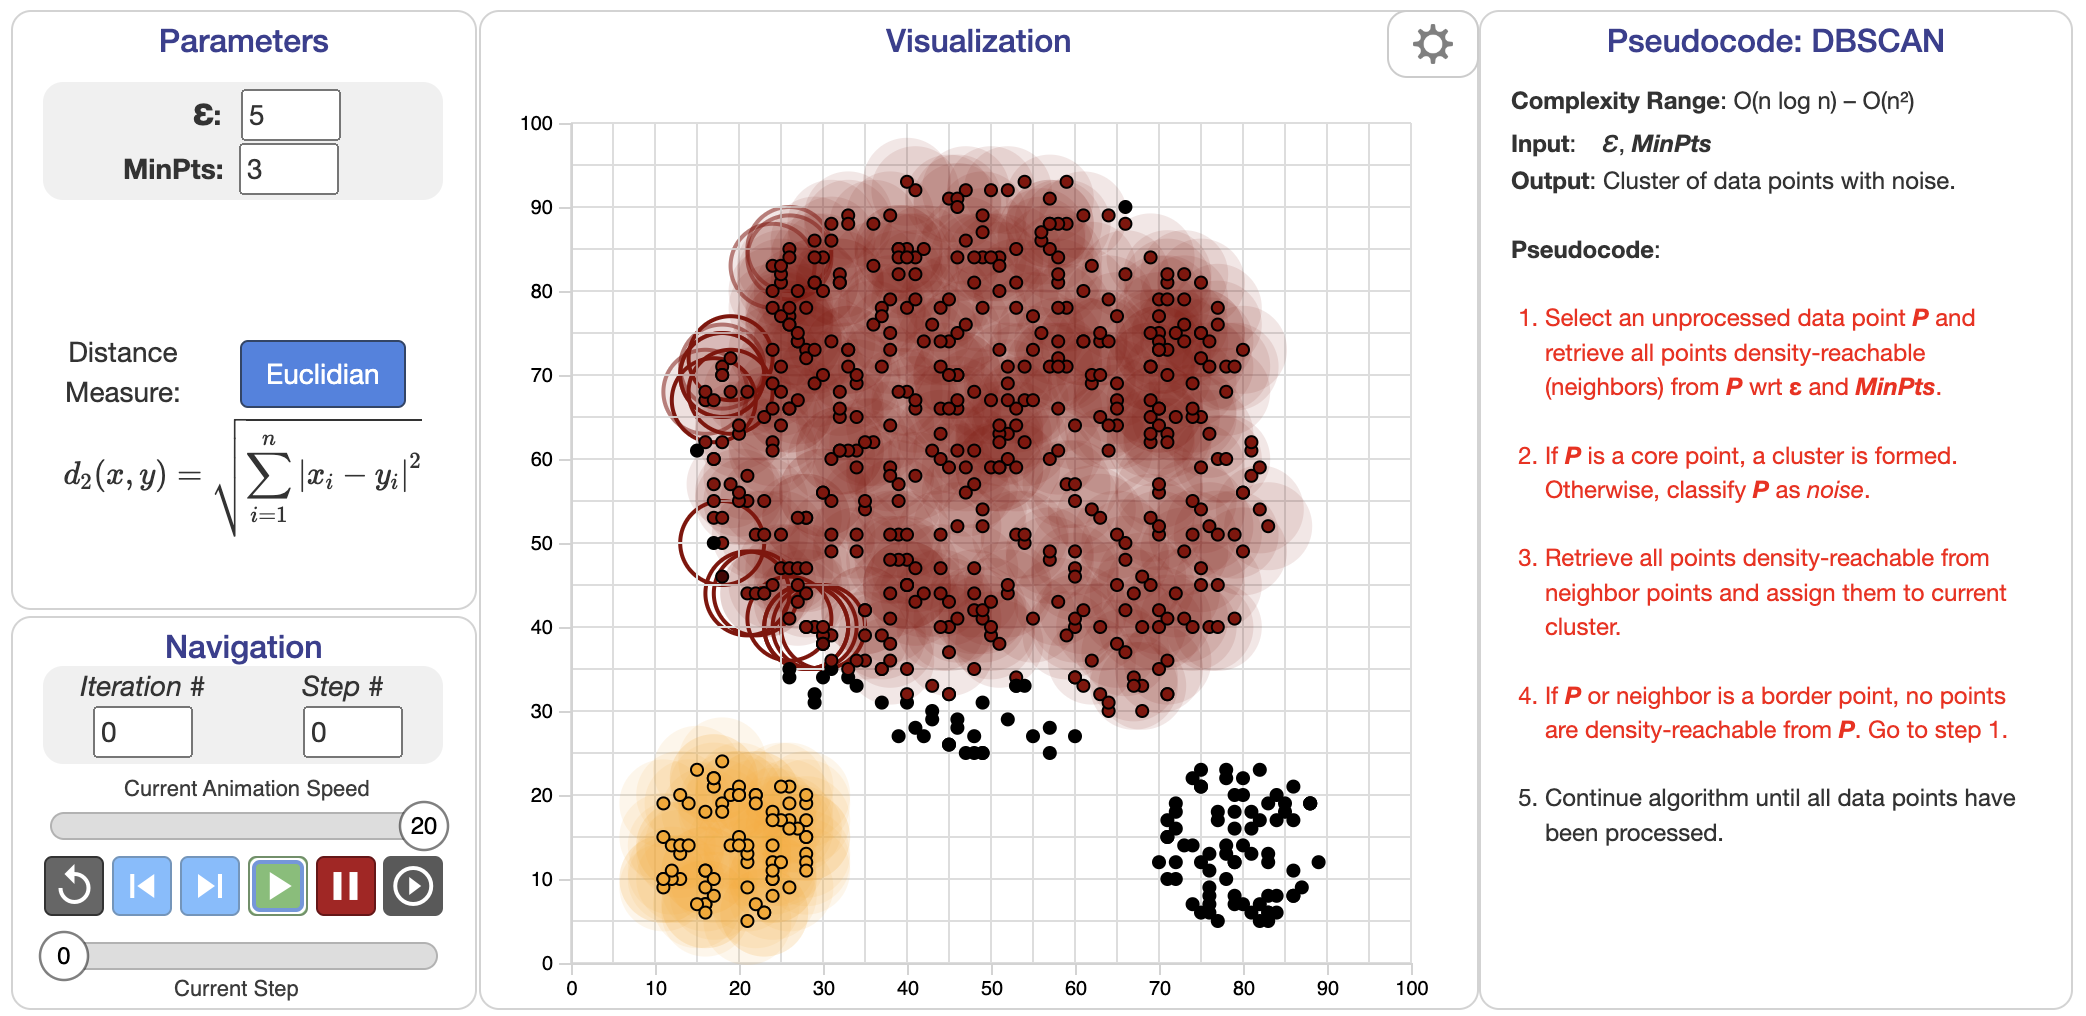 Parameters
Ɛ: 5
MinPts: 3
Distance
Measure:
Euclidian
d₂(x, y) = √ ∑ⁿᵢ₌₁ |xᵢ − yᵢ|²
Navigation
Iteration # Step #
0 0
Current Animation Speed
20
0
Current Step
Visualization
100
90
80
70
60
50
40
30
20
10
0
0 10 20 30 40 50 60 70 80 90 100
Pseudocode: DBSCAN
Complexity Range: O(n log n) – O(n²)
Input: Ɛ, MinPts
Output: Cluster of data points with noise.
Pseudocode:
1. Select an unprocessed data point P and
retrieve all points density-reachable
(neighbors) from P wrt ε and MinPts.
2. If P is a core point, a cluster is formed.
Otherwise, classify P as noise.
3. Retrieve all points density-reachable from
neighbor points and assign them to current
cluster.
4. If P or neighbor is a border point, no points
are density-reachable from P. Go to step 1.
5. Continue algorithm until all data points have
been processed.